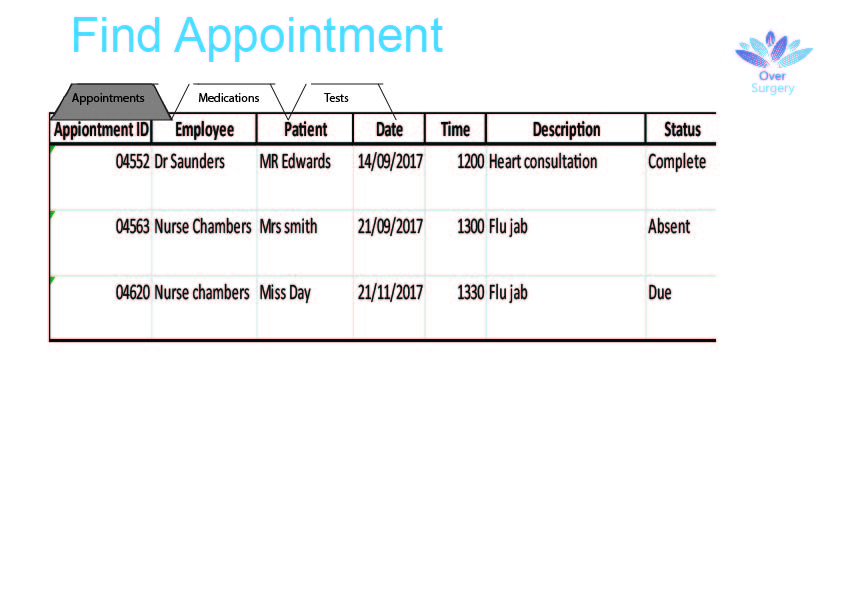 Find Appointment
Over
Surgery
Appointments Medications Tests
Appiontment ID Employee Patient Date Time Description Status
04552 Dr Saunders MR Edwards 14/09/2017 1200 Heart consultation Complete
04563 Nurse Chambers Mrs smith 21/09/2017 1300 Flu jab Absent
04620 Nurse chambers Miss Day 21/11/2017 1330 Flu jab Due